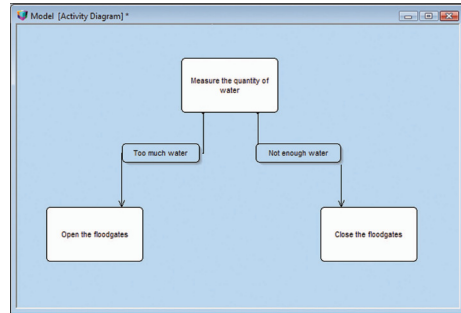 Model [Activity Diagram] *
Measure the quantity of
water
Too much water
Not enough water
Open the floodgates
Close the floodgates